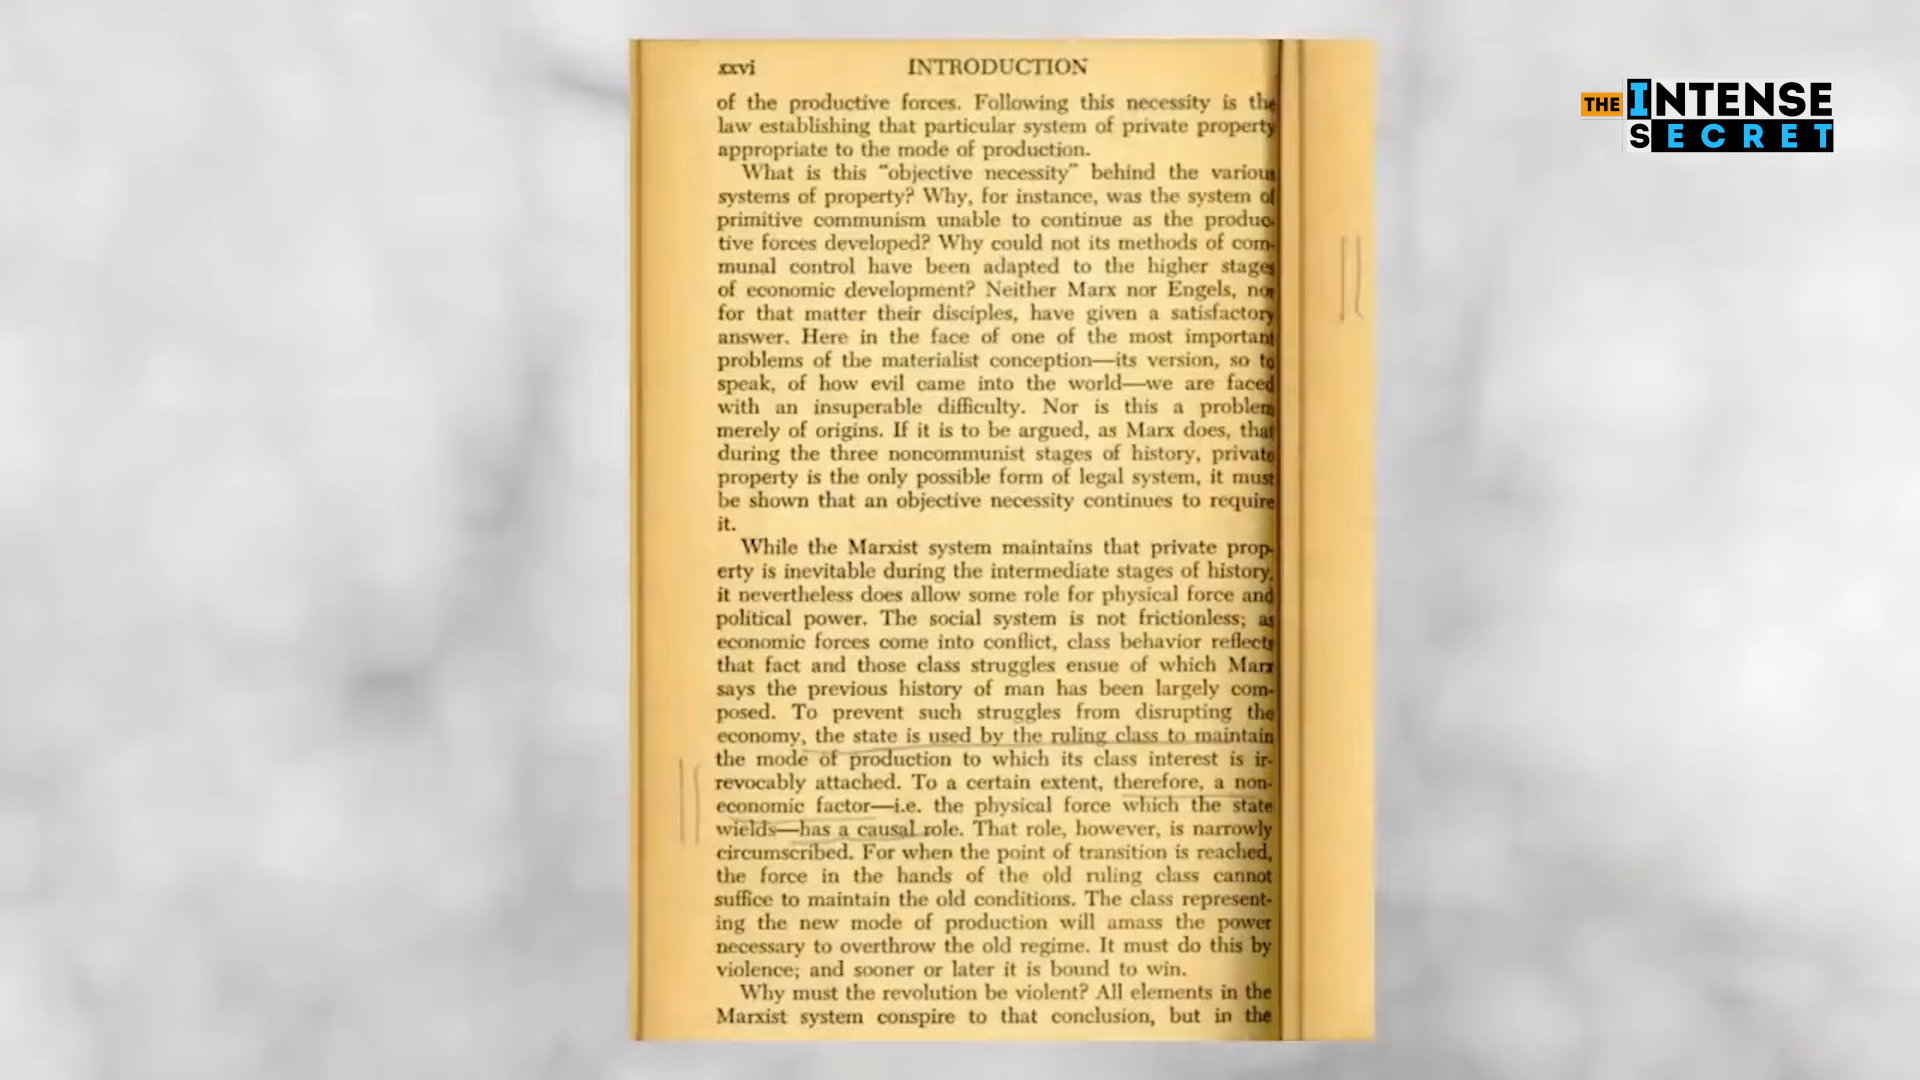 xxvi INTRODUCTION
of the productive forces. Following this necessity is the
law establishing that particular system of private property
appropriate to the mode of production.
What is this "objective necessity" behind the various
systems of property? Why, for instance, was the system of
primitive communism unable to continue as the produc-
tive forces developed? Why could not its methods of com-
munal control have been adapted to the higher stages
of economic development? Neither Marx nor Engels, nor
for that matter their disciples, have given a satisfactory
answer. Here in the face of one of the most important
problems of the materialist conception—its version, so to
speak, of how evil came into the world—we are faced
with an insuperable difficulty. Nor is this a problem
merely of origins. If it is to be argued, as Marx does, that
during the three noncommunist stages of history, private
property is the only possible form of legal system, it must
be shown that an objective necessity continues to require
it.
While the Marxist system maintains that private prop-
erty is inevitable during the intermediate stages of history,
it nevertheless does allow some role for physical force and
political power. The social system is not frictionless; as
economic forces come into conflict, class behavior reflects
that fact and those class struggles ensue of which Marx
says the previous history of man has been largely com-
posed. To prevent such struggles from disrupting the
economy, the state is used by the ruling class to maintain
the mode of production to which its class interest is ir-
revocably attached. To a certain extent, therefore, a non-
economic factor—i.e. the physical force which the state
wields—has a causal role. That role, however, is narrowly
circumscribed. For when the point of transition is reached,
the force in the hands of the old ruling class cannot
suffice to maintain the old conditions. The class represent-
ing the new mode of production will amass the power
necessary to overthrow the old regime. It must do this by
violence; and sooner or later it is bound to win.
Why must the revolution be violent? All elements in the
Marxist system conspire to that conclusion, but in the
THE INTENSE
SECRET